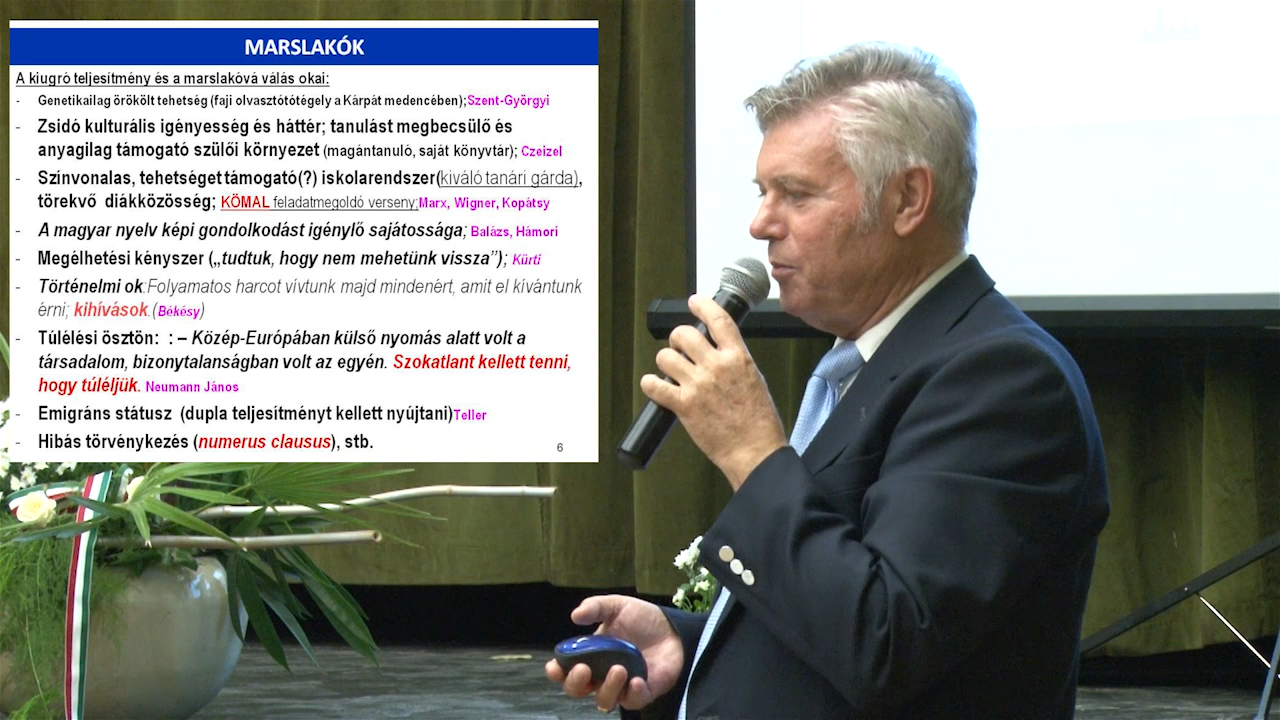 MARSLAKÓK
A kiugró teljesítmény és a marslakóvá válás okai:
- Genetikailag örökölt tehetség (faji olvasztótótégely a Kárpát medencében);Szent-Györgyi
- Zsidó kulturális igényesség és háttér; tanulást megbecsülő és
anyagilag támogató szülői környezet (magántanuló, saját könyvtár); Czeizel
- Színvonalas, tehetséget támogató(?) iskolarendszer(kiváló tanári gárda),
törekvő diákközösség; KÖMAL feladatmegoldó verseny;Marx, Wigner, Kopátsy
- A magyar nyelv képi gondolkodást igénylő sajátossága; Balázs, Hámori
- Megélhetési kényszer („tudtuk, hogy nem mehetünk vissza”); Kürti
- Történelmi ok:Folyamatos harcot vívtunk majd mindenért, amit el kívántunk
érni; kihívások.(Békésy)
- Túlélési ösztön: : – Közép-Európában külső nyomás alatt volt a
társadalom, bizonytalanságban volt az egyén. Szokatlant kellett tenni,
hogy túléljük. Neumann János
- Emigráns státusz (dupla teljesítményt kellett nyújtani)Teller
- Hibás törvénykezés (numerus clausus), stb.
6